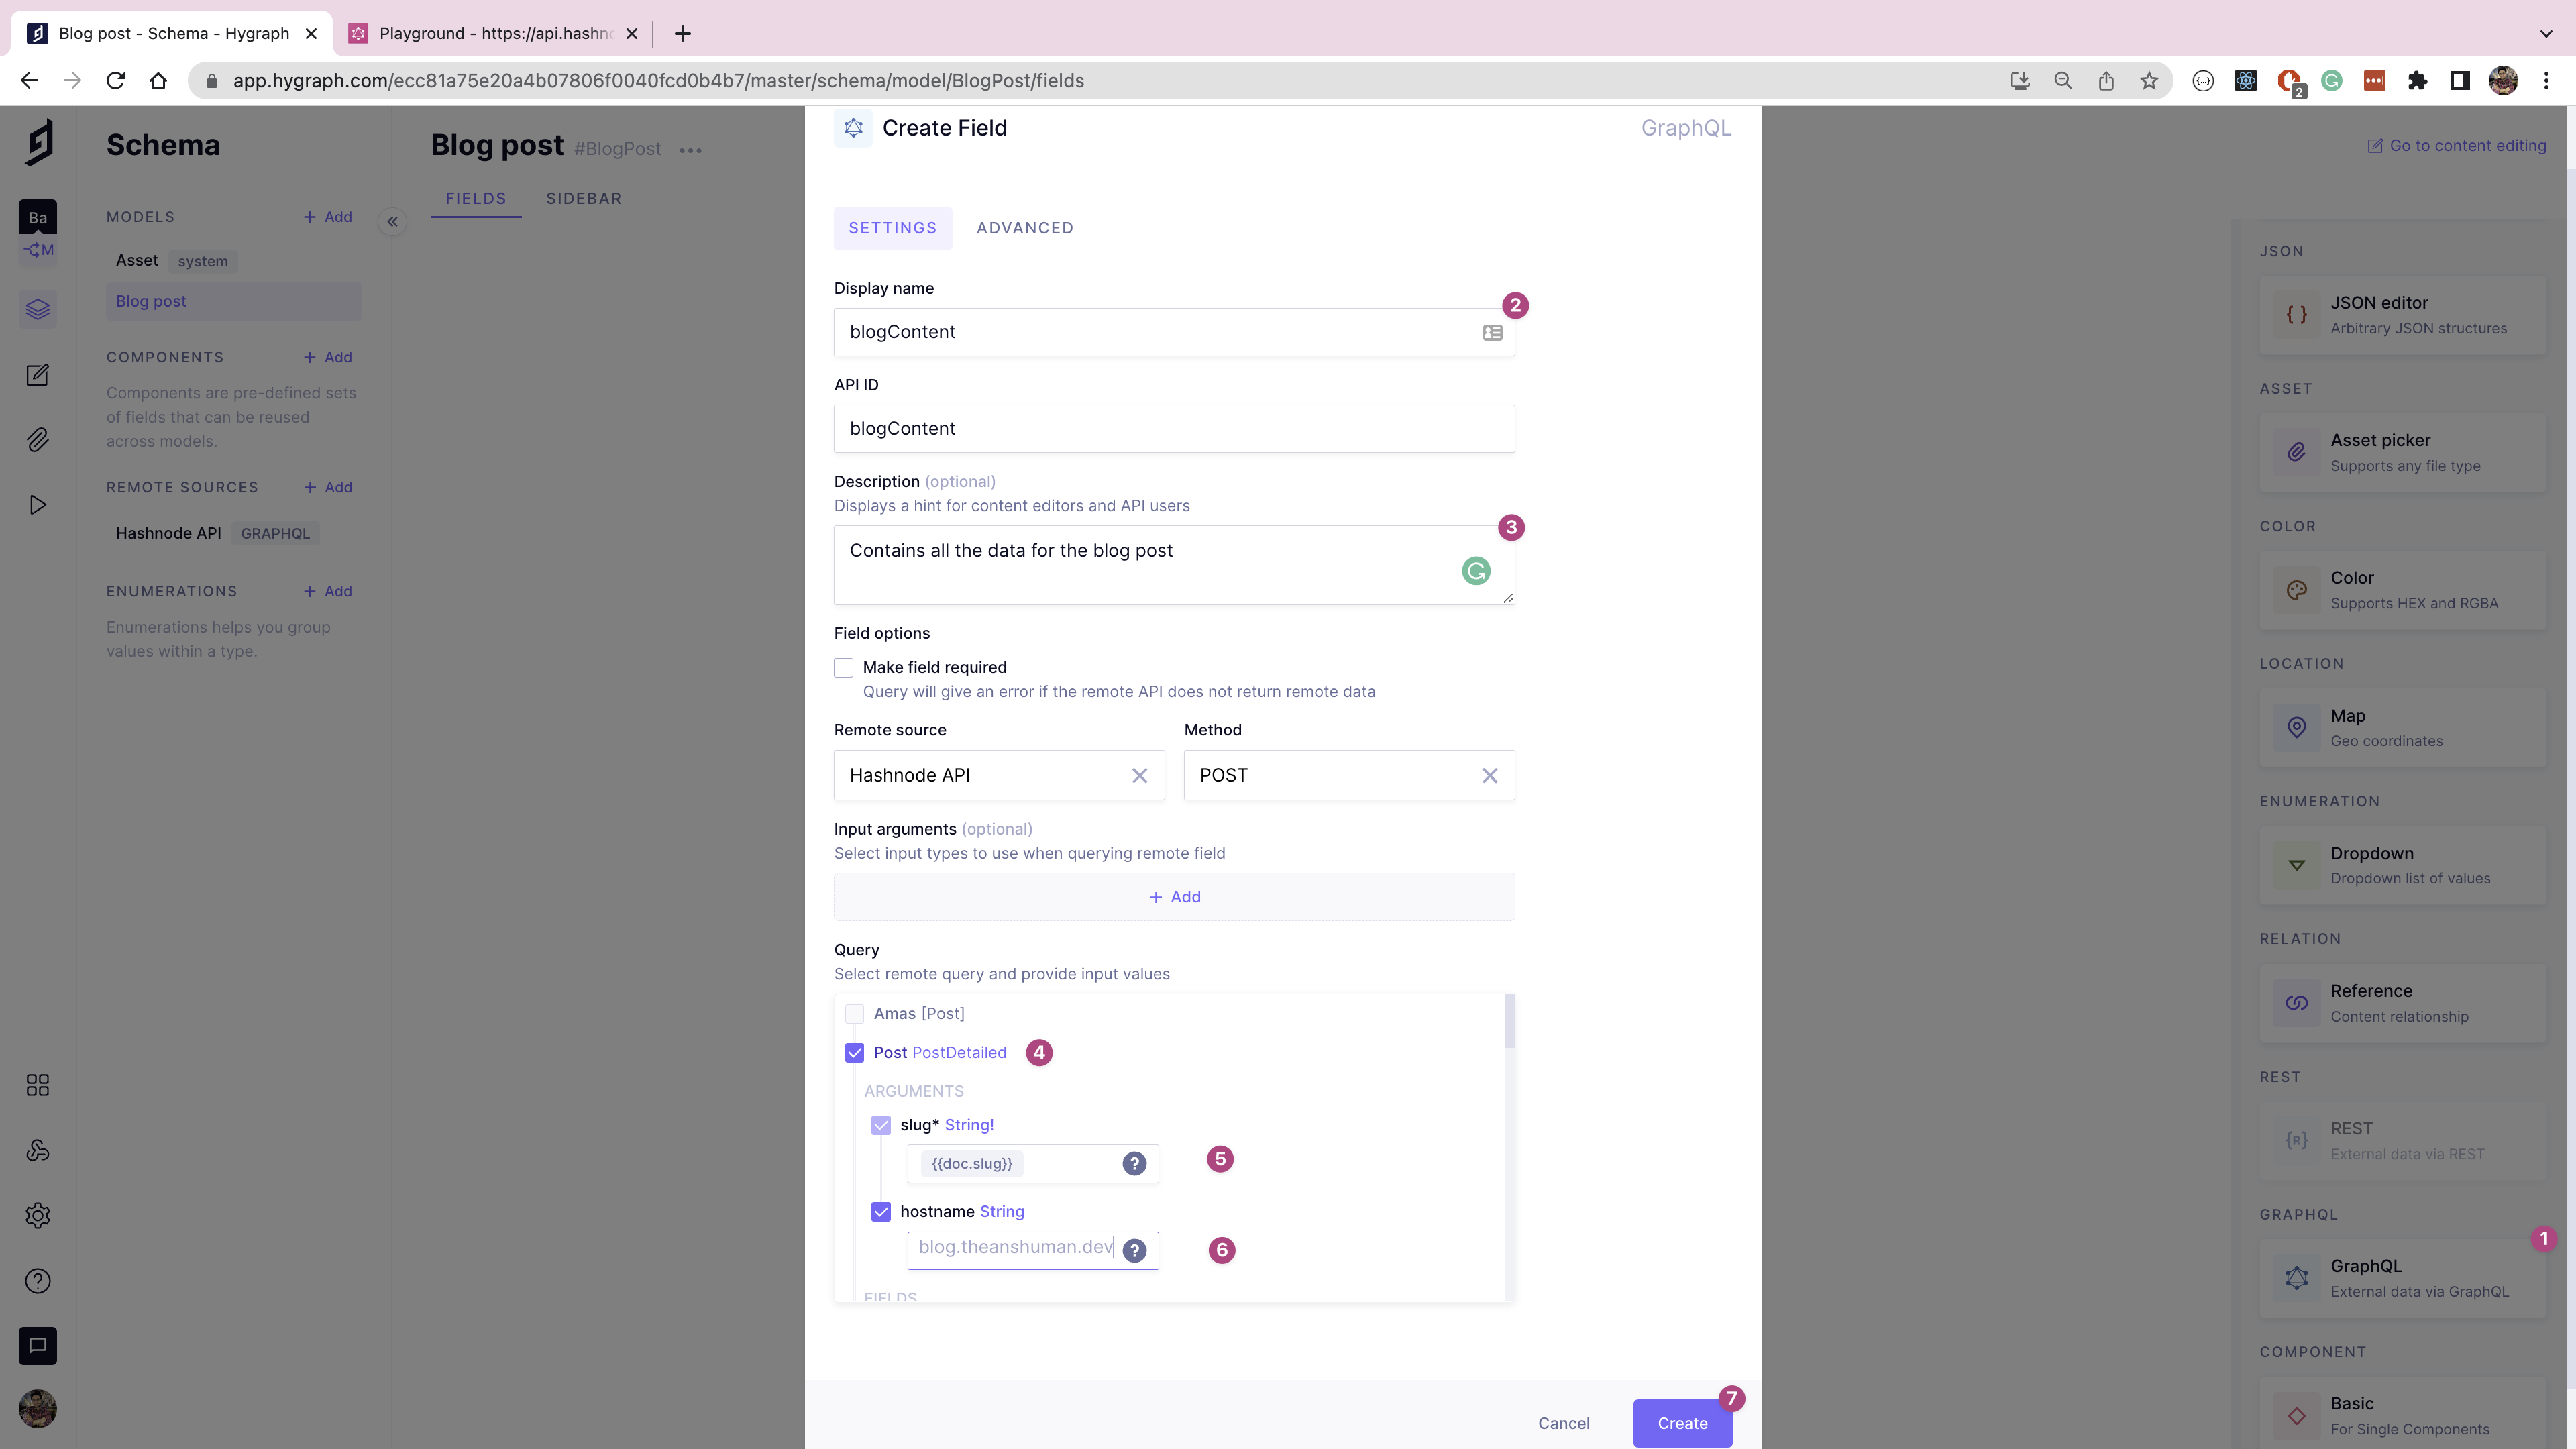 Blog post - Schema - Hygraph
Playground - https://api.hashno
app.hygraph.com/ecc81a75e20a4b07806f0040fcd0b4b7/master/schema/model/BlogPost/fields
2
Ba
M
Schema
MODELS
+ Add
Asset system
Blog post
COMPONENTS
+ Add
Components are pre-defined sets
of fields that can be reused
across models.
REMOTE SOURCES
+ Add
Hashnode API GRAPHQL
ENUMERATIONS
+ Add
Enumerations helps you group
values within a type.
Blog post #BlogPost
FIELDS
SIDEBAR
Go to content editing
Create Field
GraphQL
SETTINGS
ADVANCED
Display name
2
blogContent
API ID
blogContent
Description (optional)
Displays a hint for content editors and API users
3
Contains all the data for the blog post
Field options
Make field required
Query will give an error if the remote API does not return remote data
Remote source
Method
Hashnode API
POST
Input arguments (optional)
Select input types to use when querying remote field
+ Add
Query
Select remote query and provide input values
Amas [Post]
Post PostDetailed
4
ARGUMENTS
slug* String!
{{doc.slug}}
?
5
hostname String
blog.theanshuman.dev
?
6
FIELDS
7
Cancel
Create
JSON
JSON editor
Arbitrary JSON structures
ASSET
Asset picker
Supports any file type
COLOR
Color
Supports HEX and RGBA
LOCATION
Map
Geo coordinates
ENUMERATION
Dropdown
Dropdown list of values
RELATION
Reference
Content relationship
REST
{R}
REST
External data via REST
GRAPHQL
1
GraphQL
External data via GraphQL
COMPONENT
Basic
For Single Components